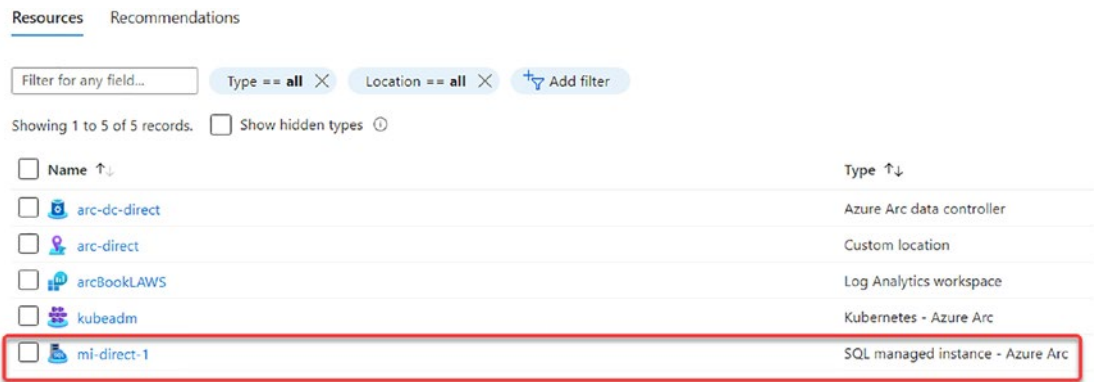 Resources Recommendations
Filter for any field... Type == all Location == all Add filter
Showing 1 to 5 of 5 records. Show hidden types
Name Type
arc-dc-direct Azure Arc data controller
arc-direct Custom location
arcBookLAWS Log Analytics workspace
kubeadm Kubernetes - Azure Arc
mi-direct-1 SQL managed instance - Azure Arc